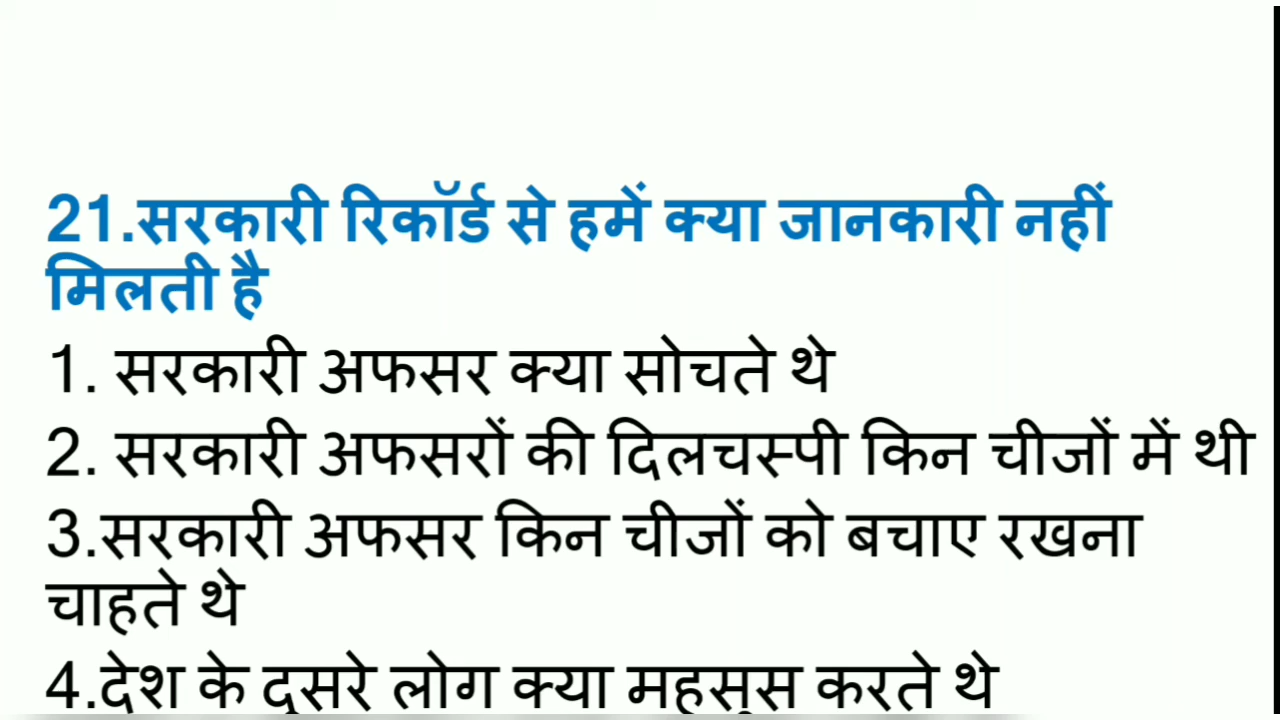 21.सरकारी रिकॉर्ड से हमें क्या जानकारी नहीं
मिलती है
1. सरकारी अफसर क्या सोचते थे
2. सरकारी अफसरों की दिलचस्पी किन चीजों में थी
3.सरकारी अफसर किन चीजों को बचाए रखना
चाहते थे
4.देश के दूसरे लोग क्या महसूस करते थे